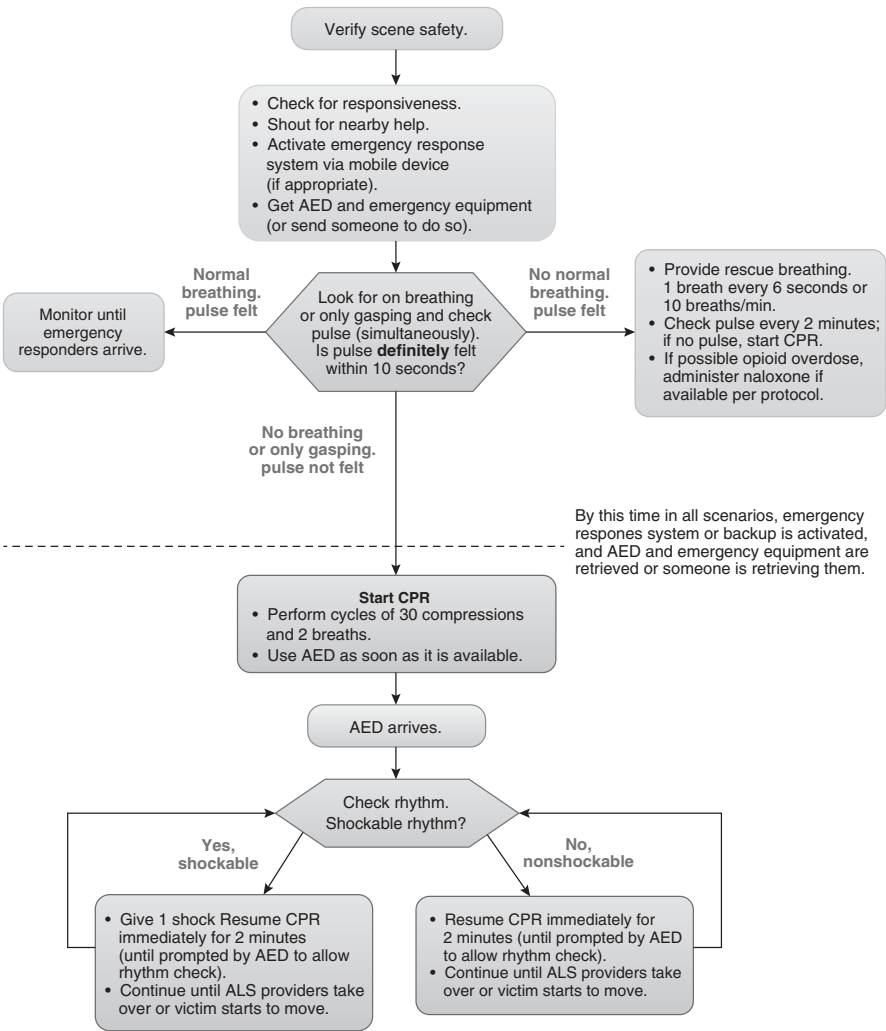 Verify scene safety.
• Check for responsiveness.
• Shout for nearby help.
• Activate emergency response
system via mobile device
(if appropriate).
• Get AED and emergency equipment
(or send someone to do so).
Normal
breathing.
pulse felt
Monitor until
emergency
responders arrive.
Look for on breathing
or only gasping and check
pulse (simultaneously).
Is pulse definitely felt
within 10 seconds?
No normal
breathing.
pulse felt
• Provide rescue breathing.
1 breath every 6 seconds or
10 breaths/min.
• Check pulse every 2 minutes;
if no pulse, start CPR.
• If possible opioid overdose,
administer naloxone if
available per protocol.
No breathing
or only gasping.
pulse not felt
By this time in all scenarios, emergency
respones system or backup is activated,
and AED and emergency equipment are
retrieved or someone is retrieving them.
Start CPR
• Perform cycles of 30 compressions
and 2 breaths.
• Use AED as soon as it is available.
AED arrives.
Check rhythm.
Shockable rhythm?
Yes,
shockable
No,
nonshockable
• Give 1 shock Resume CPR
immediately for 2 minutes
(until prompted by AED to allow
rhythm check).
• Continue until ALS providers take
over or victim starts to move.
• Resume CPR immediately for
2 minutes (until prompted by AED
to allow rhythm check).
• Continue until ALS providers take
over or victim starts to move.